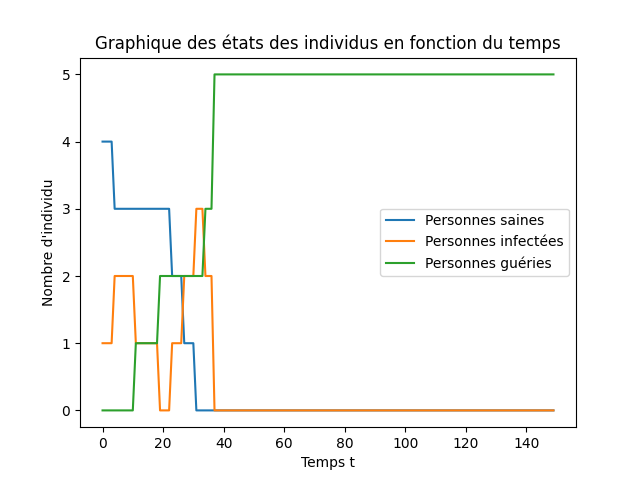 Graphique des états des individus en fonction du temps
5
4
3
2
1
0
Nombre d'individu
Personnes saines
Personnes infectées
Personnes guéries
0 20 40 60 80 100 120 140
Temps t